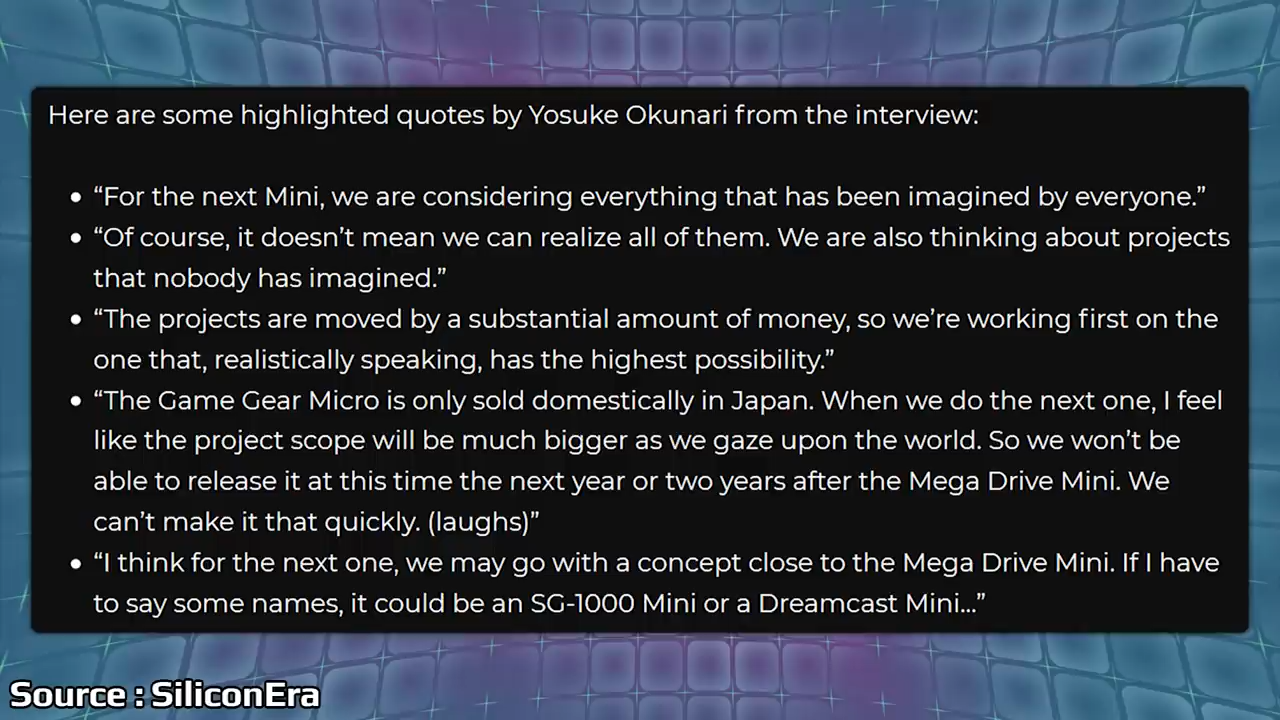 Here are some highlighted quotes by Yosuke Okunari from the interview:
• “For the next Mini, we are considering everything that has been imagined by everyone.”
• “Of course, it doesn’t mean we can realize all of them. We are also thinking about projects
that nobody has imagined.”
• “The projects are moved by a substantial amount of money, so we’re working first on the
one that, realistically speaking, has the highest possibility.”
• “The Game Gear Micro is only sold domestically in Japan. When we do the next one, I feel
like the project scope will be much bigger as we gaze upon the world. So we won’t be
able to release it at this time the next year or two years after the Mega Drive Mini. We
can’t make it that quickly. (laughs)”
• “I think for the next one, we may go with a concept close to the Mega Drive Mini. If I have
to say some names, it could be an SG-1000 Mini or a Dreamcast Mini…”
Source : SiliconEra